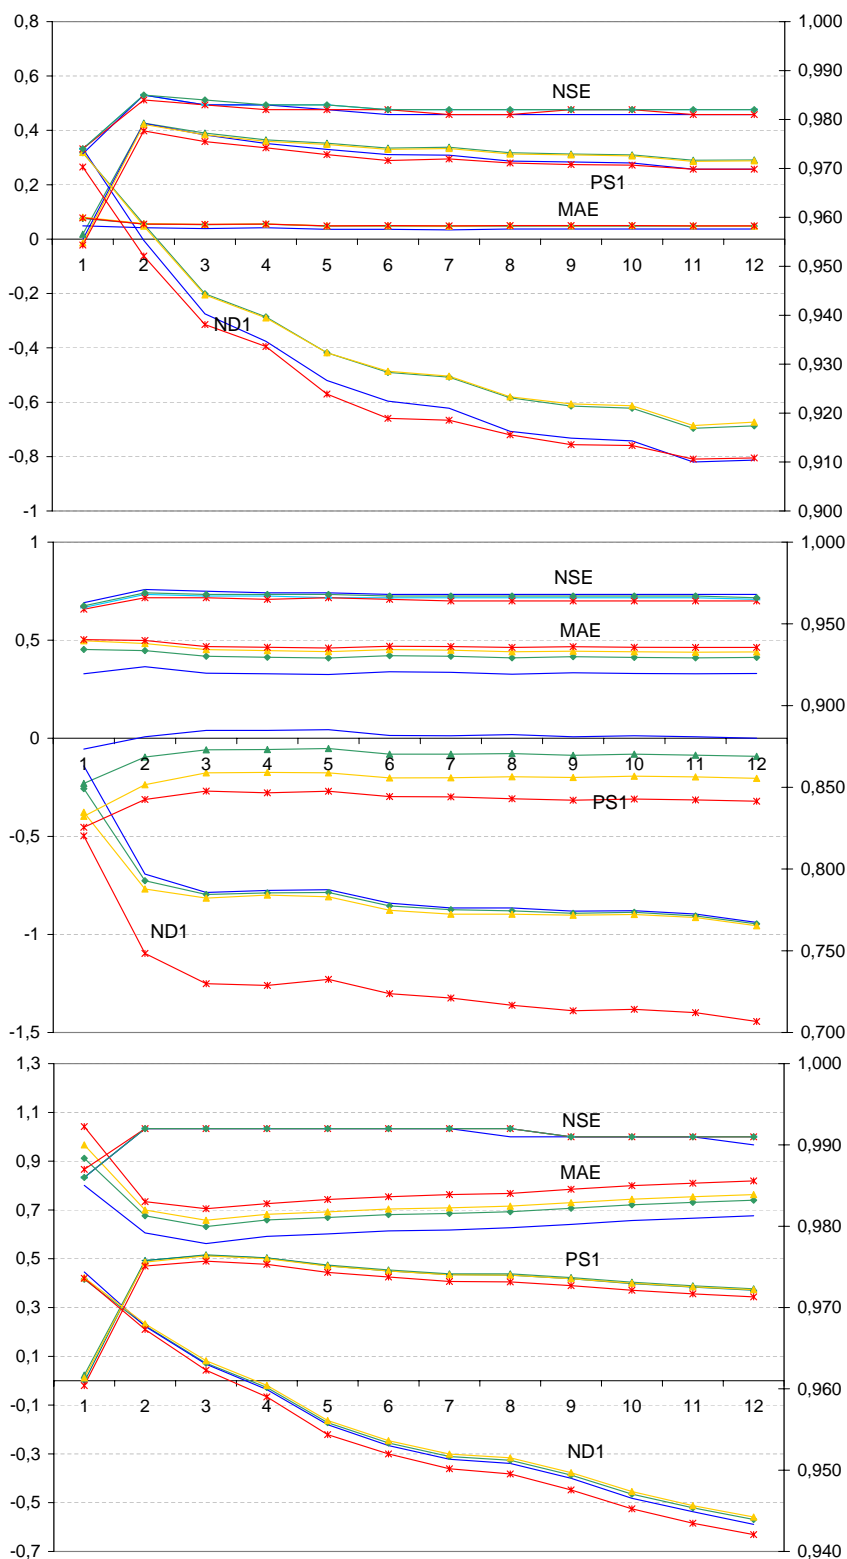 0,8 1,000
0,6 0,990
NSE
0,980
0,4
0,970
0,2 PS1
MAE 0,960
0
1 2 3 4 5 6 7 8 9 10 11 12
0,950
-0,2
0,940
ND1
-0,4 0,930
-0,6 0,920
-0,8 0,910
-1 0,900
1 1,000
NSE
0,950
0,5 MAE
0,900
0
1 2 3 4 5 6 7 8 9 10 11 12
0,850
PS1
-0,5
0,800
ND1
-1
0,750
-1,5 0,700
1,3 1,000
1,1 NSE
0,990
0,9 MAE
0,7
0,980
0,5 PS1
0,3 0,970
0,1
0,960
-0,1 1 2 3 4 5 6 7 8 9 10 11 12
-0,3 ND1
0,950
-0,5
-0,7 0,940